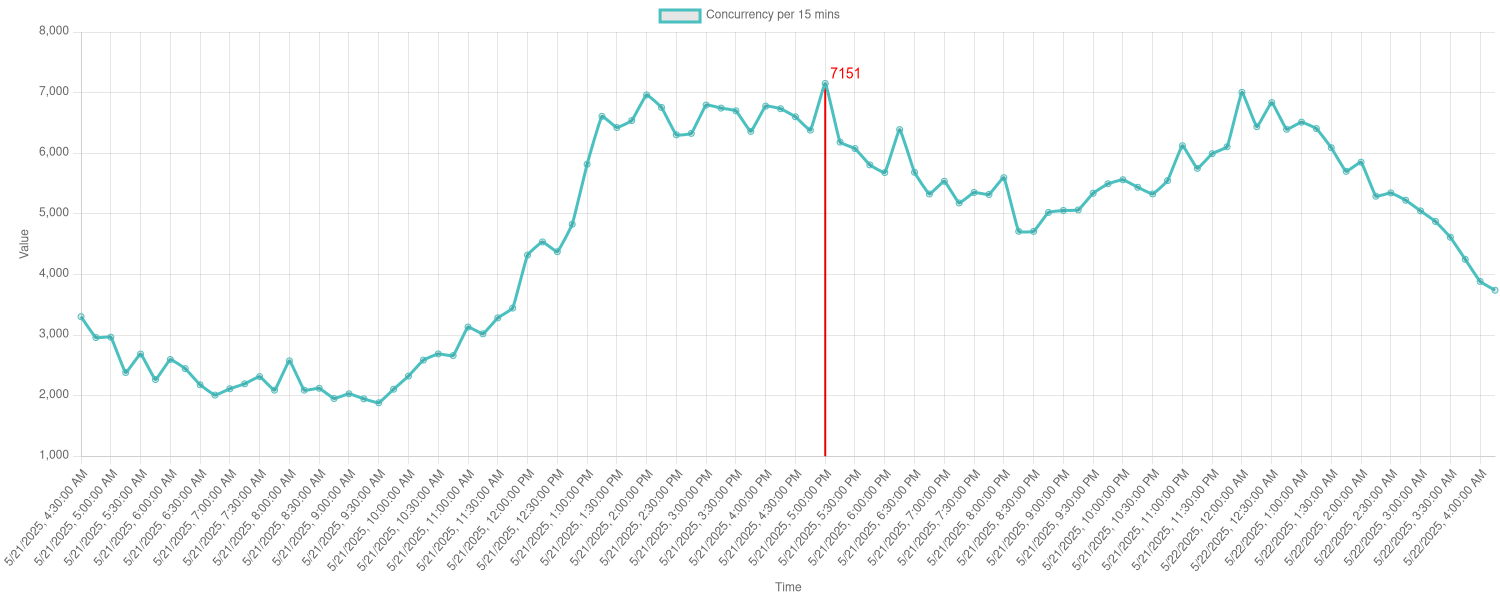 Concurrency per 15 mins
8,000
7,000
6,000
5,000
4,000
3,000
2,000
1,000
Value
7151
5/21/2025, 4:30:00 AM
5/21/2025, 5:00:00 AM
5/21/2025, 5:30:00 AM
5/21/2025, 6:00:00 AM
5/21/2025, 6:30:00 AM
5/21/2025, 7:00:00 AM
5/21/2025, 7:30:00 AM
5/21/2025, 8:00:00 AM
5/21/2025, 8:30:00 AM
5/21/2025, 9:00:00 AM
5/21/2025, 9:30:00 AM
5/21/2025, 10:00:00 AM
5/21/2025, 10:30:00 AM
5/21/2025, 11:00:00 AM
5/21/2025, 11:30:00 AM
5/21/2025, 12:00:00 PM
5/21/2025, 12:30:00 PM
5/21/2025, 1:00:00 PM
5/21/2025, 1:30:00 PM
5/21/2025, 2:00:00 PM
5/21/2025, 2:30:00 PM
5/21/2025, 3:00:00 PM
5/21/2025, 3:30:00 PM
5/21/2025, 4:00:00 PM
5/21/2025, 4:30:00 PM
5/21/2025, 5:00:00 PM
5/21/2025, 5:30:00 PM
5/21/2025, 6:00:00 PM
5/21/2025, 6:30:00 PM
5/21/2025, 7:00:00 PM
5/21/2025, 7:30:00 PM
5/21/2025, 8:00:00 PM
5/21/2025, 8:30:00 PM
5/21/2025, 9:00:00 PM
5/21/2025, 9:30:00 PM
5/21/2025, 10:00:00 PM
5/21/2025, 10:30:00 PM
5/21/2025, 11:00:00 PM
5/21/2025, 11:30:00 PM
5/22/2025, 12:00:00 AM
5/22/2025, 12:30:00 AM
5/22/2025, 1:00:00 AM
5/22/2025, 1:30:00 AM
5/22/2025, 2:00:00 AM
5/22/2025, 2:30:00 AM
5/22/2025, 3:00:00 AM
5/22/2025, 3:30:00 AM
5/22/2025, 4:00:00 AM
Time